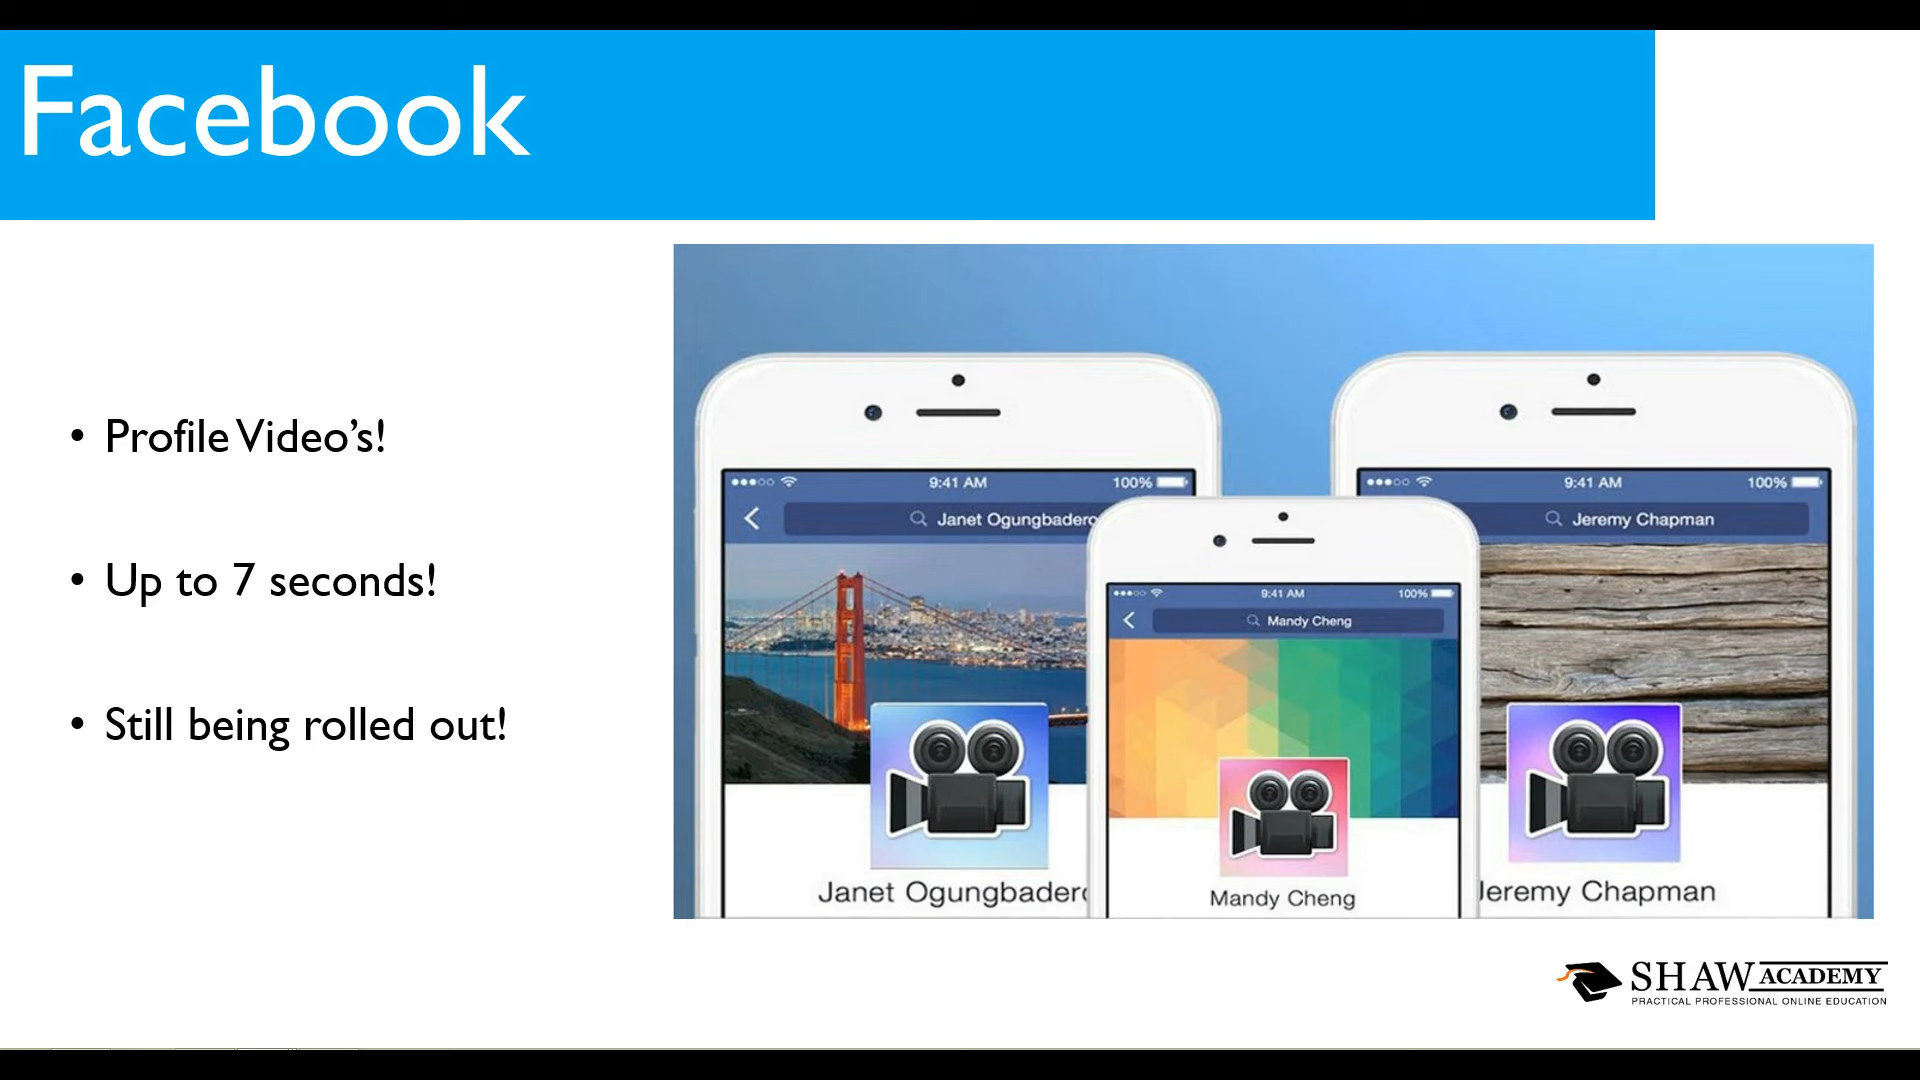 Facebook
• Profile Video’s!
• Up to 7 seconds!
• Still being rolled out!
9:41 AM 100%
Janet Ogungbadero
Janet Ogungbadero
9:41 AM 100%
Mandy Cheng
Mandy Cheng
9:41 AM 100%
Jeremy Chapman
Jeremy Chapman
SHAW ACADEMY
PRACTICAL PROFESSIONAL ONLINE EDUCATION